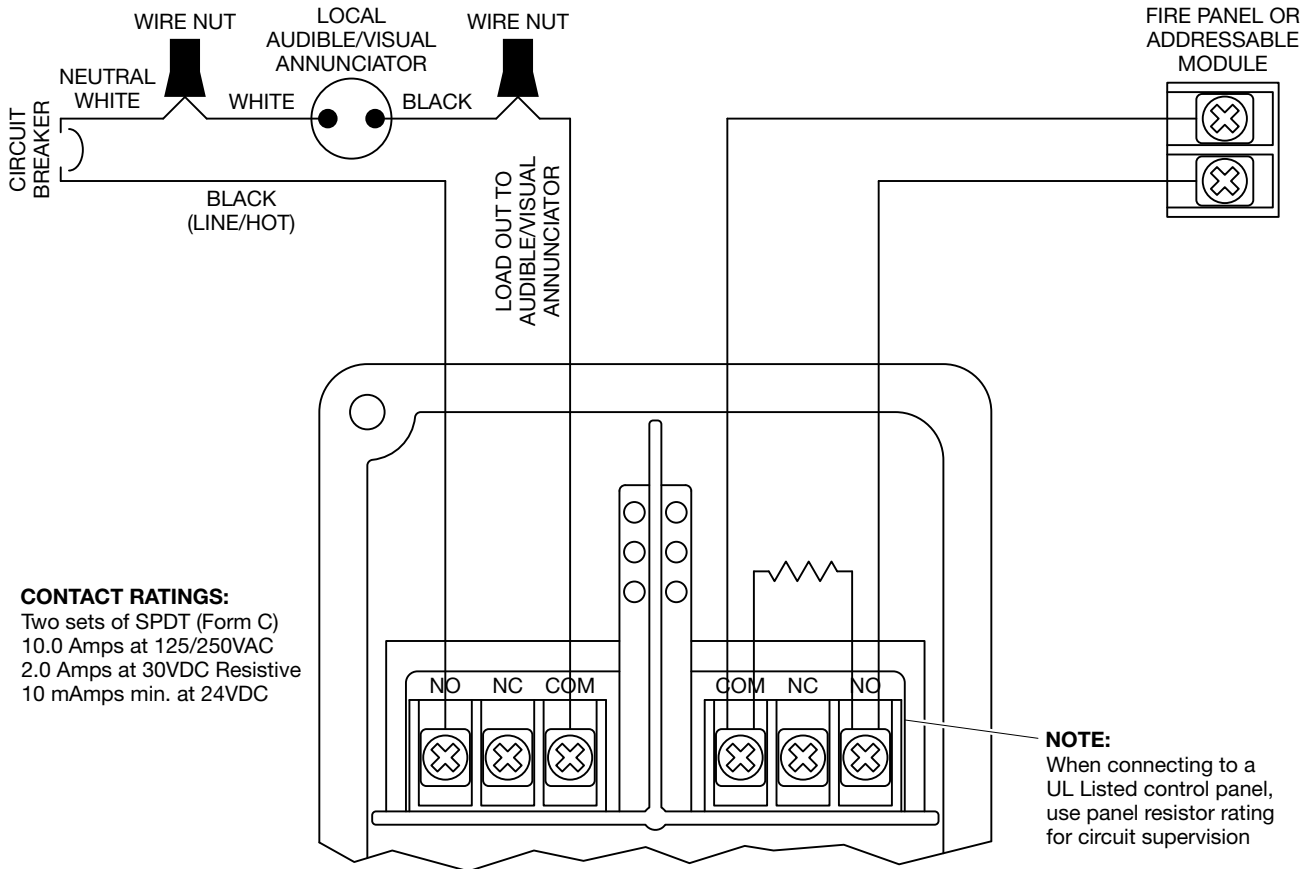 WIRE NUT
LOCAL
AUDIBLE/VISUAL
ANNUNCIATOR
WIRE NUT
FIRE PANEL OR
ADDRESSABLE
MODULE
NEUTRAL
WHITE
WHITE
BLACK
CIRCUIT
BREAKER
BLACK
(LINE/HOT)
LOAD OUT TO
AUDIBLE/VISUAL
ANNUNCIATOR
CONTACT RATINGS:
Two sets of SPDT (Form C)
10.0 Amps at 125/250VAC
2.0 Amps at 30VDC Resistive
10 mAmps min. at 24VDC
NO NC COM
COM NC NO
NOTE:
When connecting to a
UL Listed control panel,
use panel resistor rating
for circuit supervision